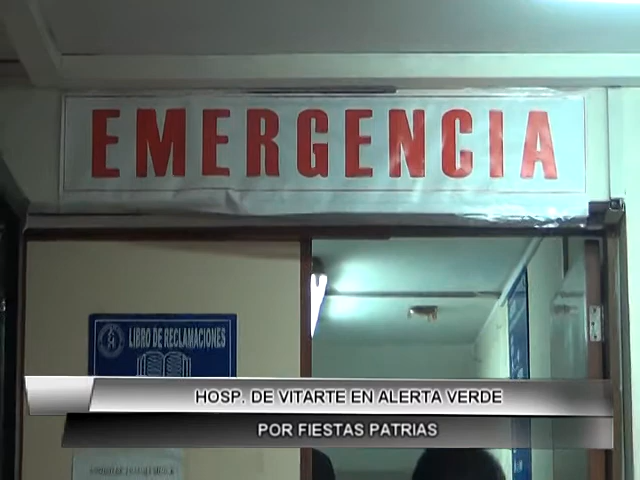 EMERGENCIA
LIBRO DE RECLAMACIONES
HOSP. DE VITARTE EN ALERTA VERDE
POR FIESTAS PATRIAS